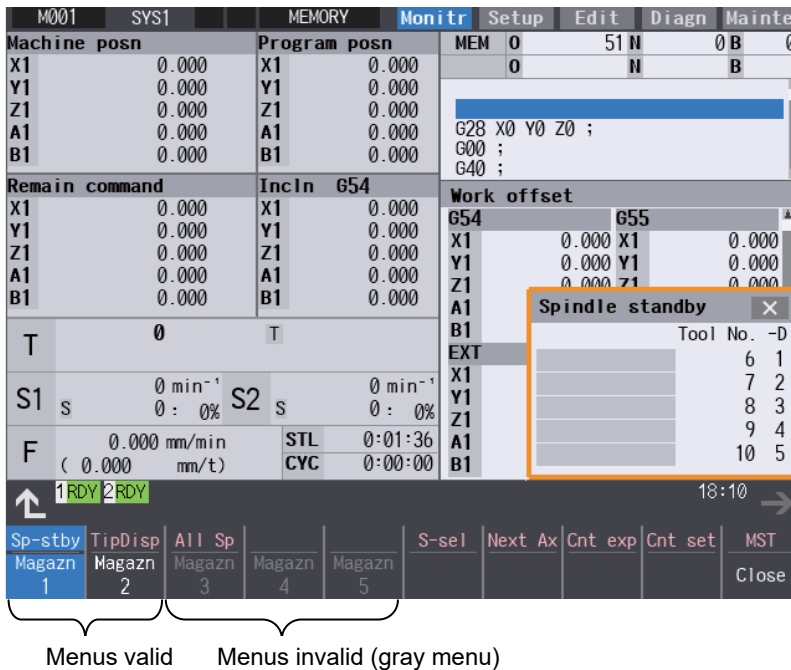 M001 SYS1 MEMORY Monitr Setup Edit Diagn Mainte
Machine posn
X1 0.000
Y1 0.000
Z1 0.000
A1 0.000
B1 0.000
Program posn
X1 0.000
Y1 0.000
Z1 0.000
A1 0.000
B1 0.000
MEM O 51 N 0 B
O N B
G28 X0 Y0 Z0 ;
G00 ;
G40 ;
Remain command
X1 0.000
Y1 0.000
Z1 0.000
A1 0.000
B1 0.000
Incln G54
X1 0.000
Y1 0.000
Z1 0.000
A1 0.000
B1 0.000
Work offset
G54 G55
X1 0.000 X1 0.000
Y1 0.000 Y1 0.000
Z1 0.000 Z1 0.000
A1
B1
EXT
X1
Y1
Z1
A1
B1
Spindle standby ×
Tool No. -D
6 1
7 2
8 3
9 4
10 5
T 0 T
S1 S 0 min⁻¹ 0 : 0% S2 S 0 min⁻¹ 0 : 0%
F 0.000 mm/min
( 0.000 mm/t)
STL 0:01:36
CYC 0:00:00
1 RDY 2 RDY 18:10
Sp-stby TipDisp All Sp S-sel Next Ax Cnt exp Cnt set MST
Magazn Magazn Magazn Magazn Magazn Close
1 2 3 4 5
Menus valid Menus invalid (gray menu)